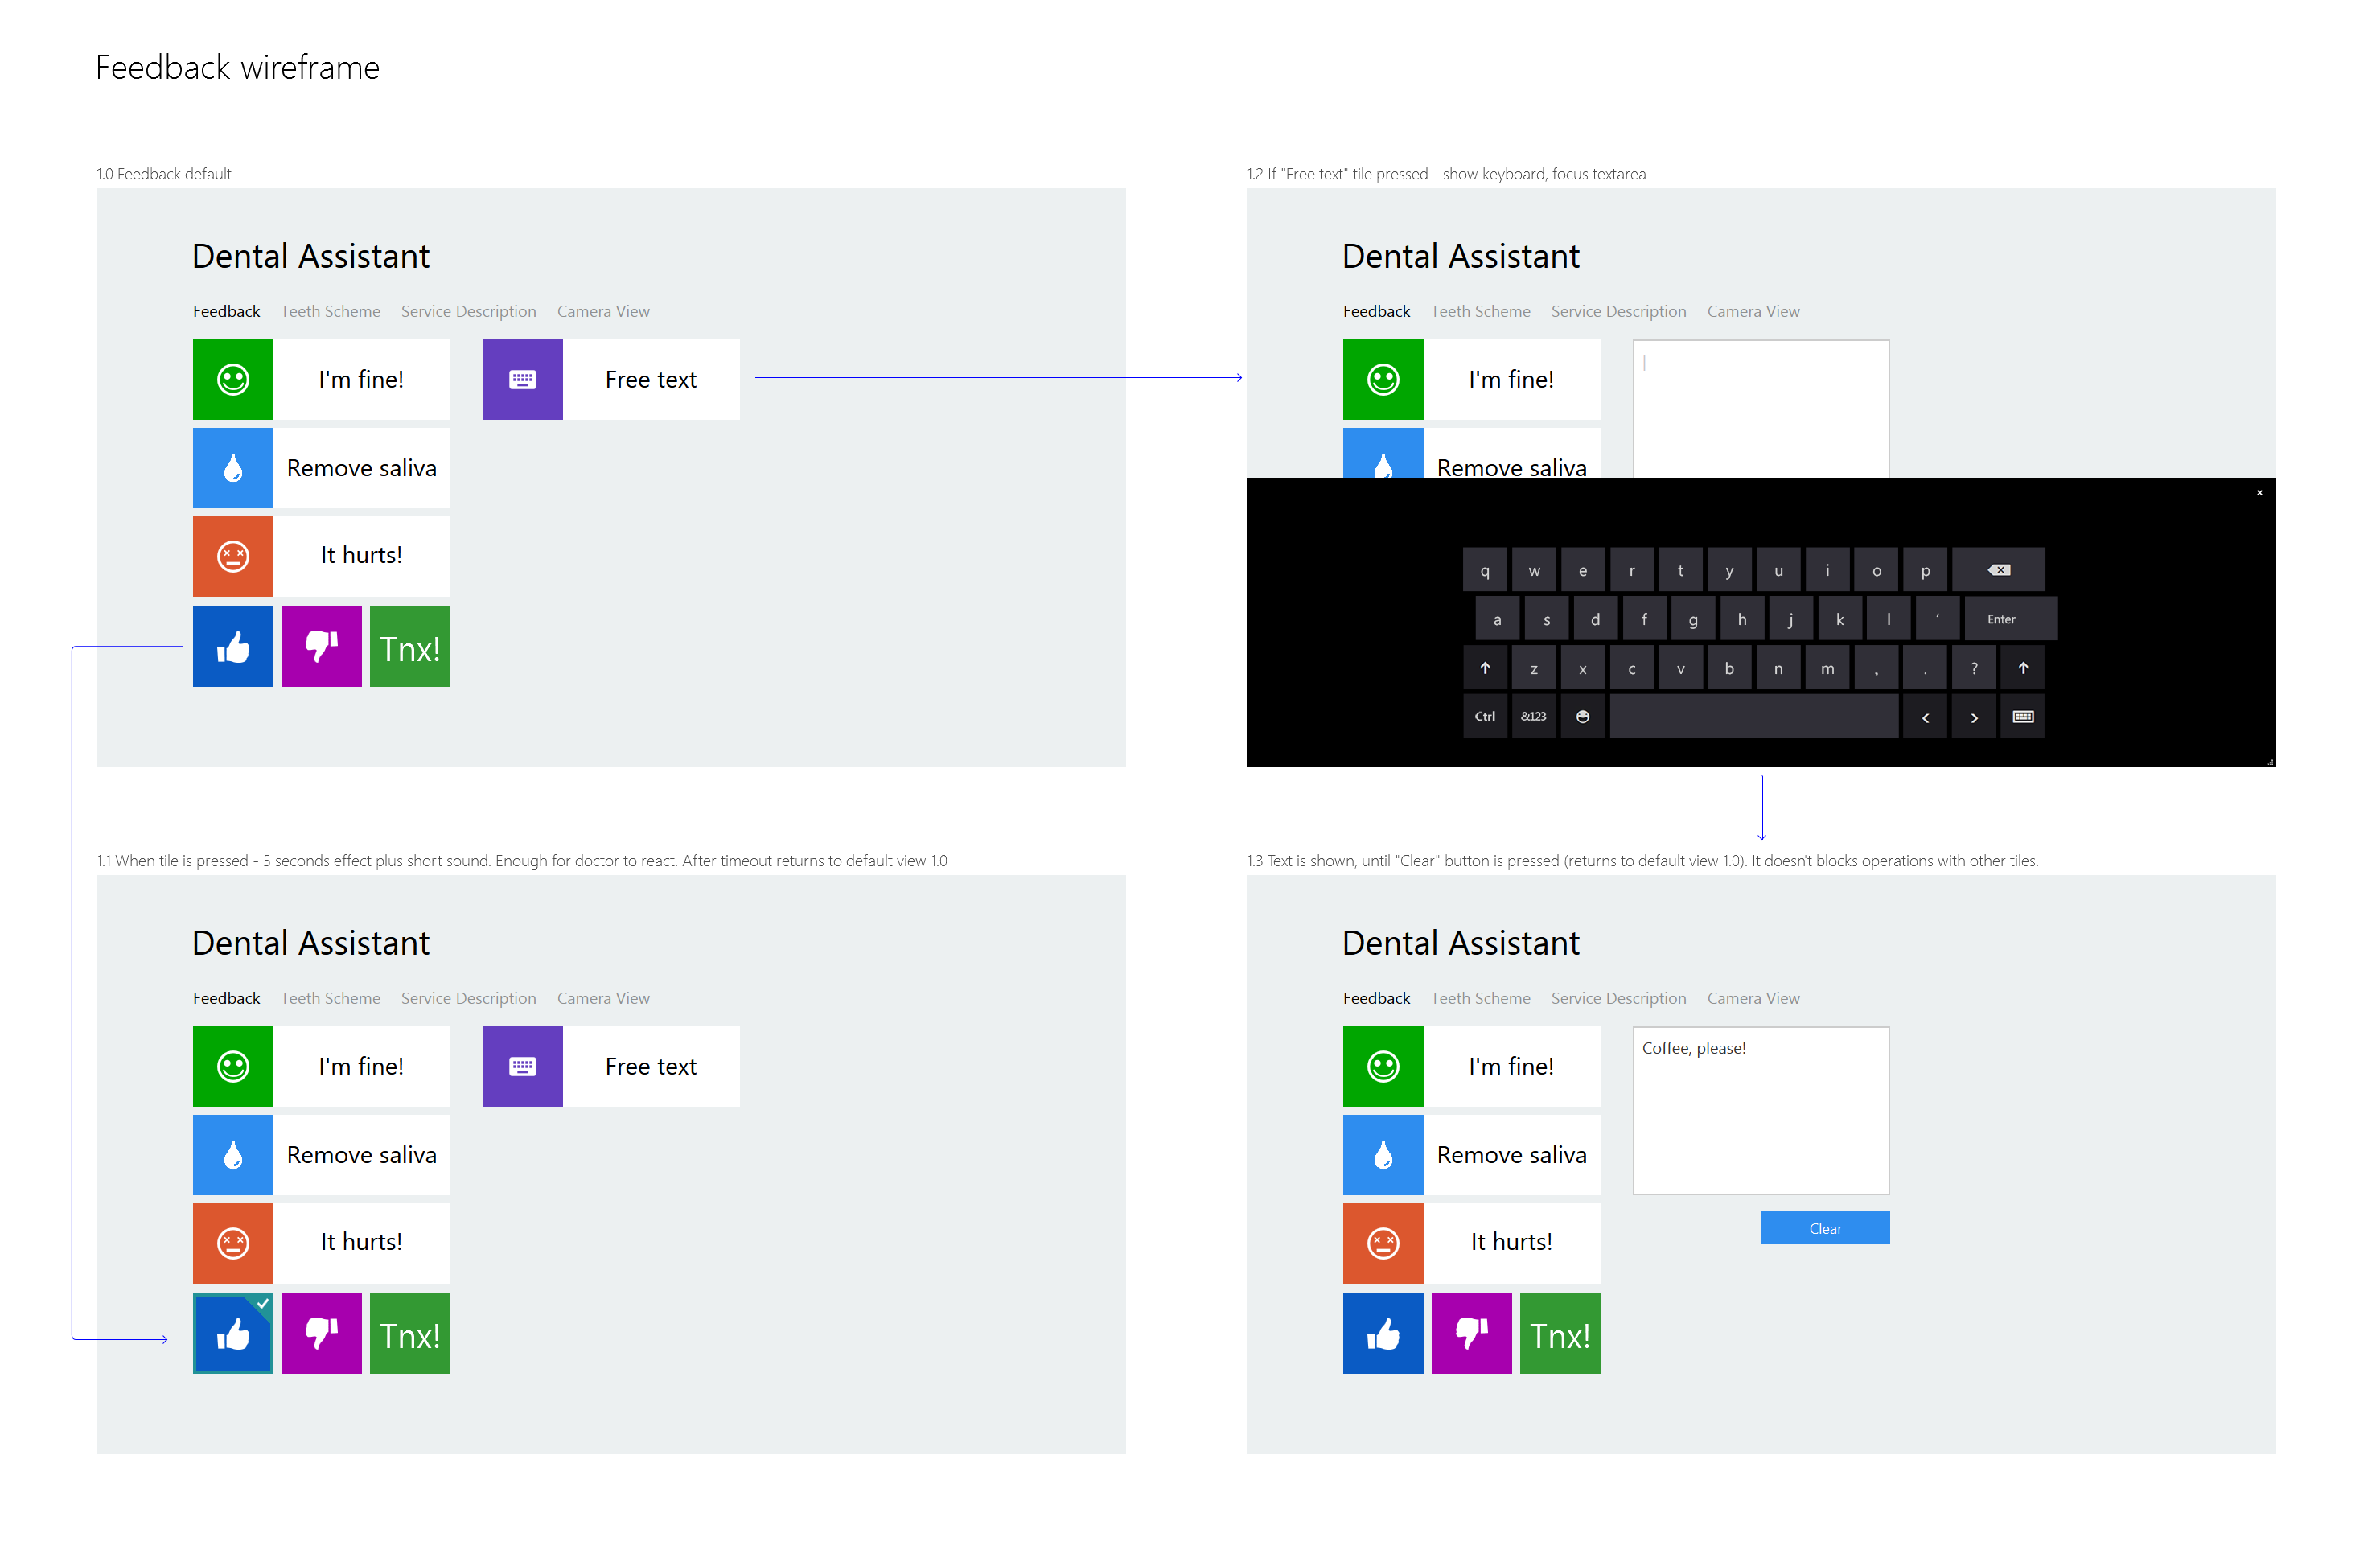 Feedback wireframe
1.0 Feedback default
Dental Assistant
Feedback Teeth Scheme Service Description Camera View
I'm fine!
Free text
Remove saliva
It hurts!
Tnx!
1.2 If "Free text" tile pressed - show keyboard, focus textarea
Dental Assistant
Feedback Teeth Scheme Service Description Camera View
I'm fine!
Remove saliva
q w e r t y u i o p
a s d f g h j k l ' Enter
z x c v b n m , . ?
Ctrl &123 < >
1.1 When tile is pressed - 5 seconds effect plus short sound. Enough for doctor to react. After timeout returns to default view 1.0
Dental Assistant
Feedback Teeth Scheme Service Description Camera View
I'm fine!
Free text
Remove saliva
It hurts!
Tnx!
1.3 Text is shown, until "Clear" button is pressed (returns to default view 1.0). It doesn't blocks operations with other tiles.
Dental Assistant
Feedback Teeth Scheme Service Description Camera View
I'm fine!
Coffee, please!
Remove saliva
It hurts!
Clear
Tnx!